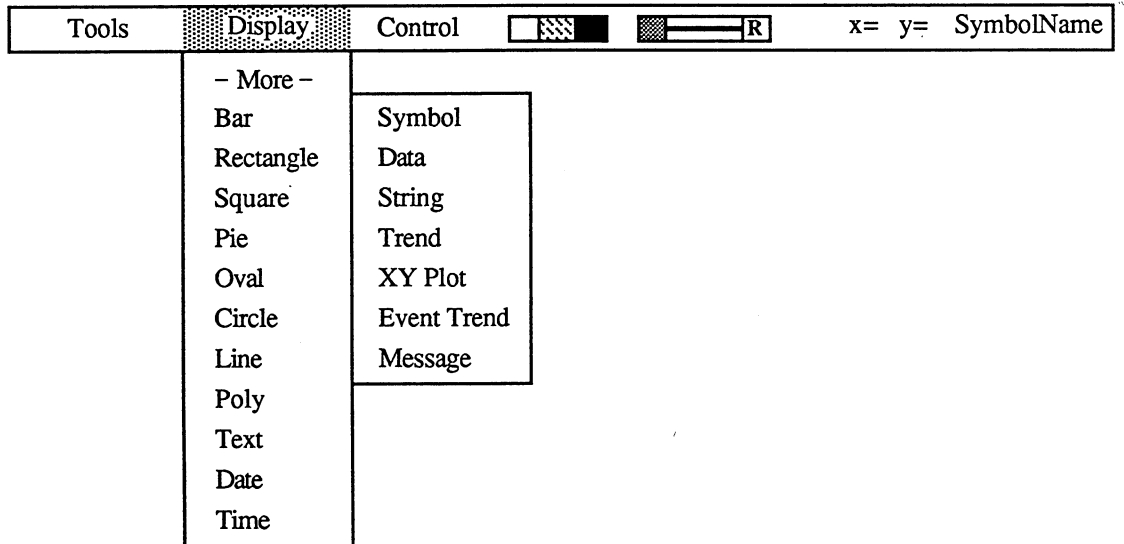 Tools Display Control R x= y= SymbolName
– More –
Bar
Rectangle
Square
Pie
Oval
Circle
Line
Poly
Text
Date
Time
Symbol
Data
String
Trend
XY Plot
Event Trend
Message